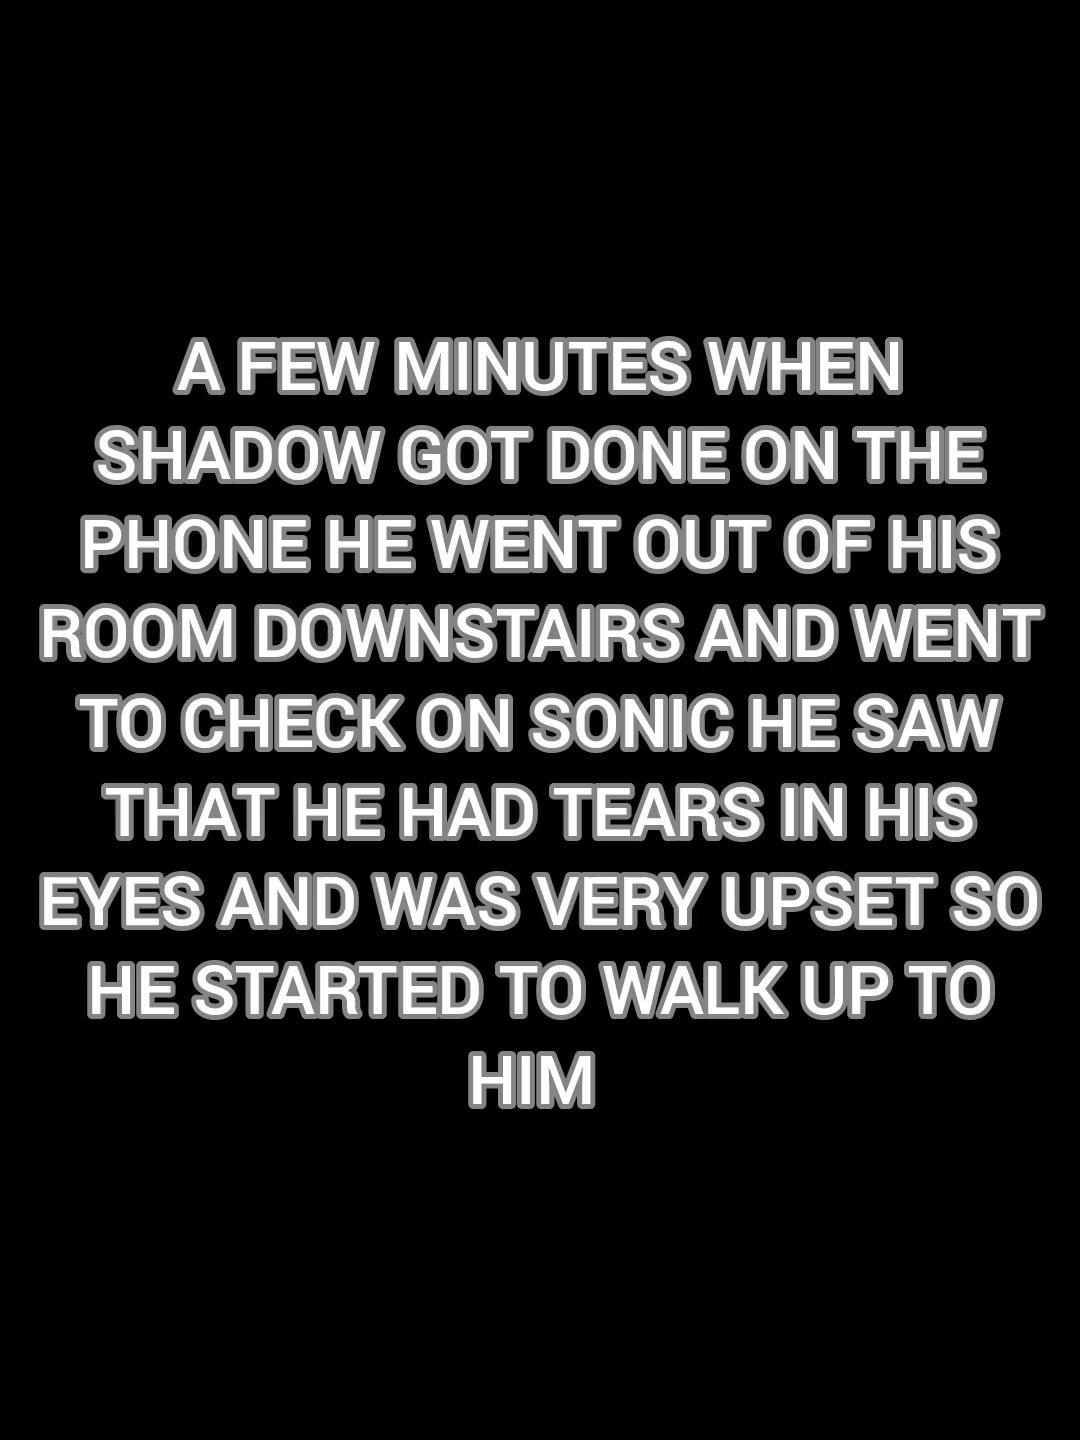 A FEW MINUTES WHEN
SHADOW GOT DONE ON THE
PHONE HE WENT OUT OF HIS
ROOM DOWNSTAIRS AND WENT
TO CHECK ON SONIC HE SAW
THAT HE HAD TEARS IN HIS
EYES AND WAS VERY UPSET SO
HE STARTED TO WALK UP TO
HIM